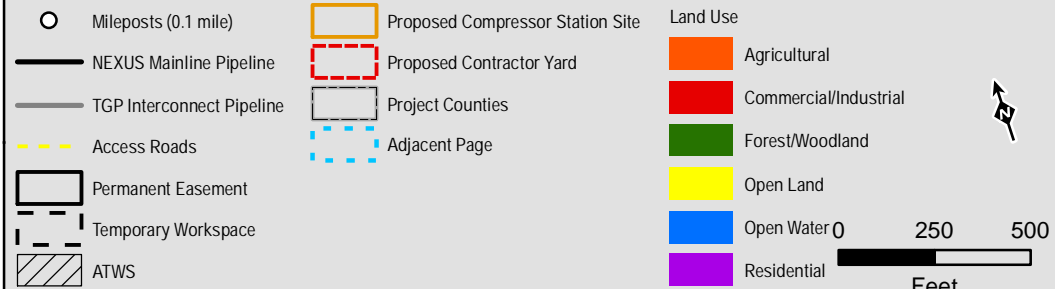 Mileposts (0.1 mile)
NEXUS Mainline Pipeline
TGP Interconnect Pipeline
Access Roads
Permanent Easement
Temporary Workspace
ATWS
Proposed Compressor Station Site
Proposed Contractor Yard
Project Counties
Adjacent Page
Land Use
Agricultural
Commercial/Industrial
Forest/Woodland
Open Land
Open Water
Residential
N
0 250 500
Feet